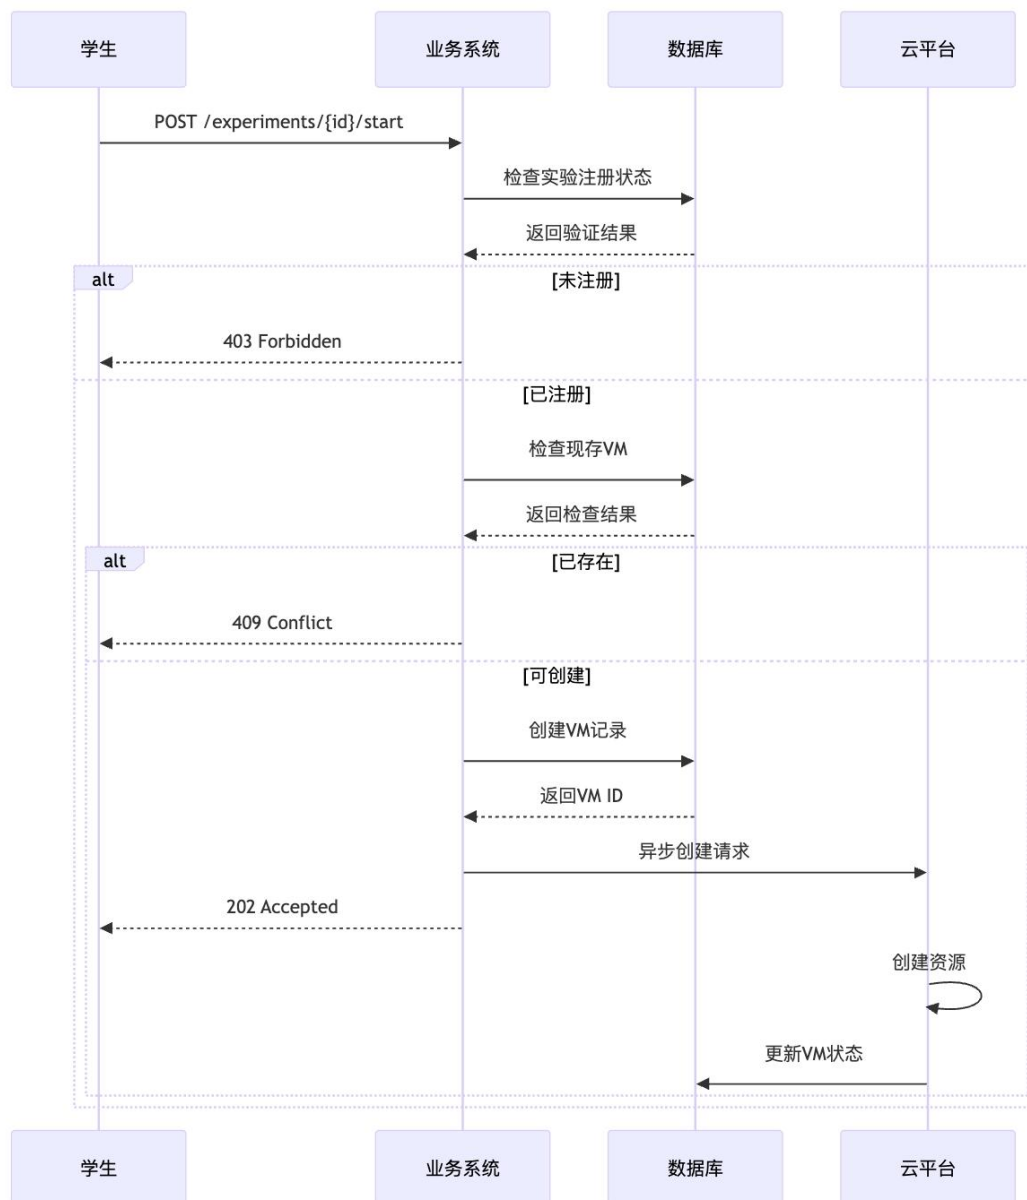 学生
业务系统
数据库
云平台
POST /experiments/{id}/start
检查实验注册状态
返回验证结果
alt
[未注册]
403 Forbidden
[已注册]
检查现存VM
返回检查结果
alt
[已存在]
409 Conflict
[可创建]
创建VM记录
返回VM ID
异步创建请求
202 Accepted
创建资源
更新VM状态
学生
业务系统
数据库
云平台